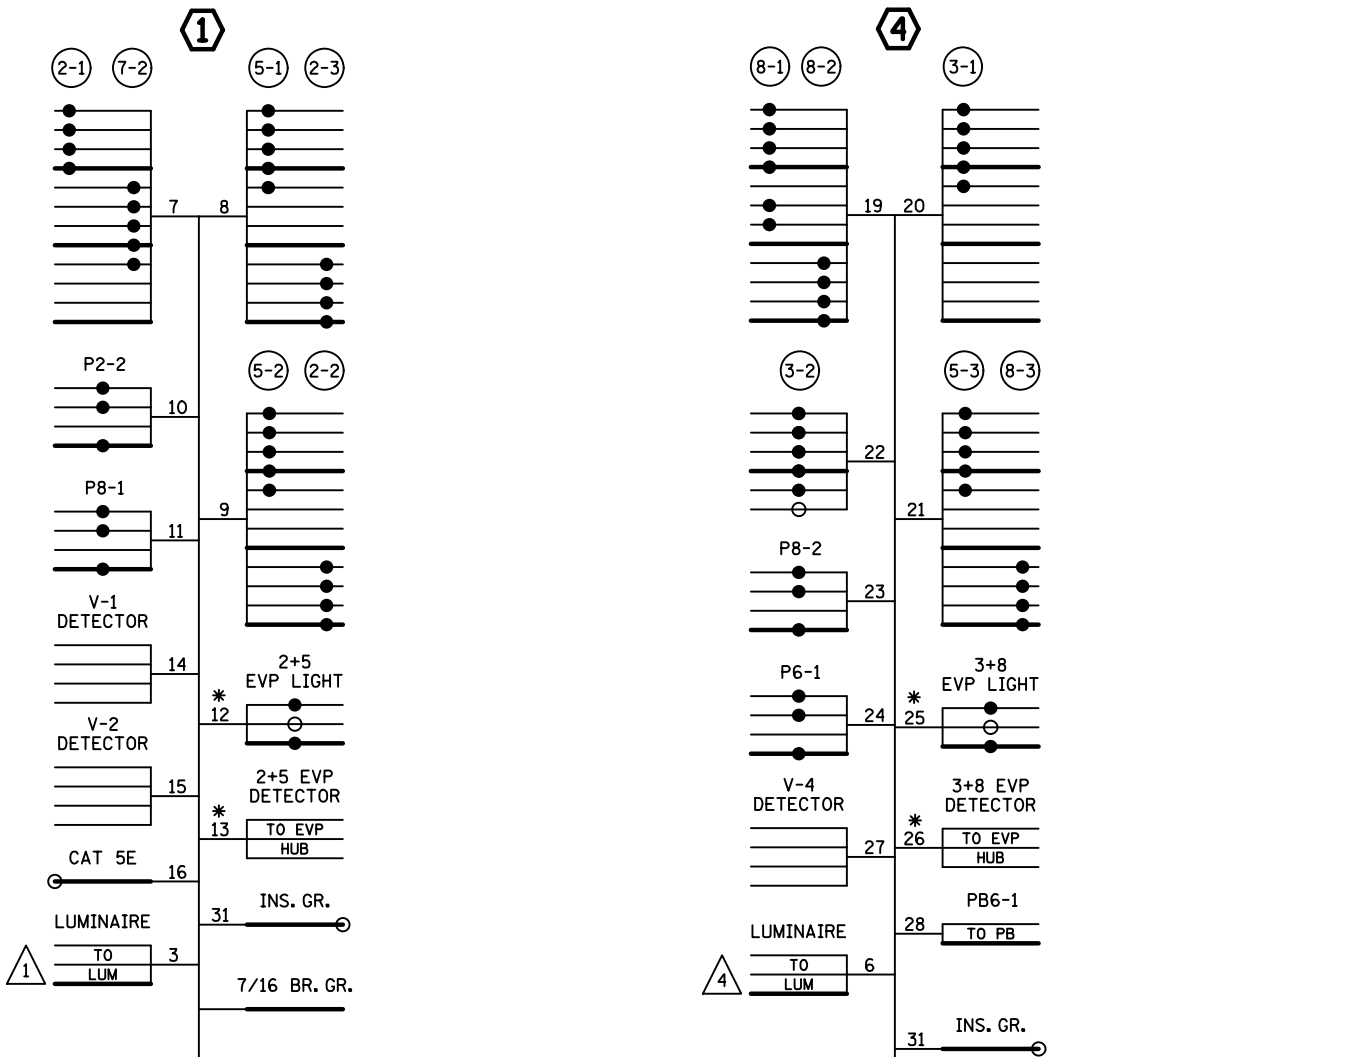 1
2-1 7-2 5-1 2-3
7 8
P2-2
10
5-2 2-2
P8-1
11
9
V-1
DETECTOR
14
2+5
EVP LIGHT
*
12
V-2
DETECTOR
15
2+5 EVP
DETECTOR
*
13
TO EVP
HUB
CAT 5E
16
INS. GR.
31
LUMINAIRE
TO
LUM
3
1
7/16 BR. GR.
4
8-1 8-2 3-1
19 20
3-2
22
5-3 8-3
21
P8-2
23
P6-1
24
3+8
EVP LIGHT
*
25
V-4
DETECTOR
27
3+8 EVP
DETECTOR
*
26
TO EVP
HUB
PB6-1
28
TO PB
LUMINAIRE
TO
LUM
6
4
INS. GR.
31